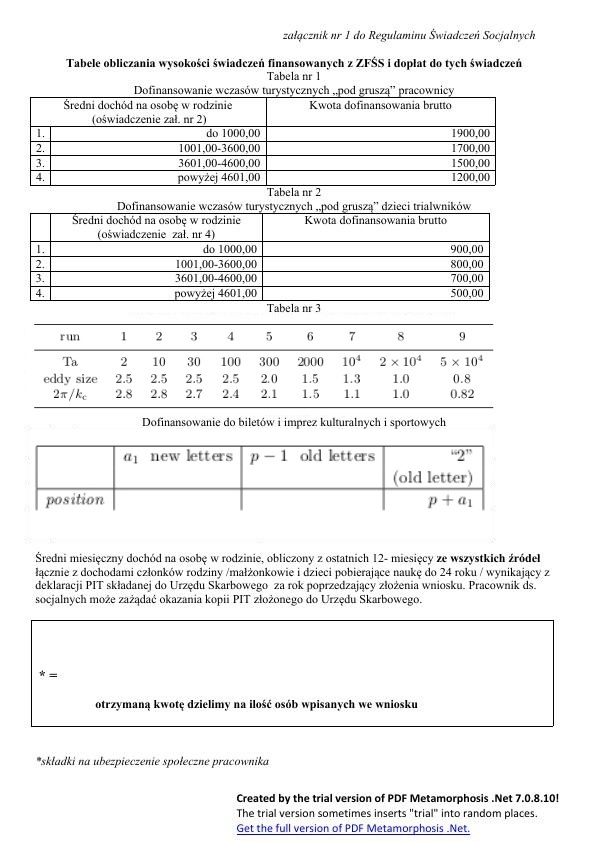 załącznik nr 1 do Regulaminu Świadczeń Socjalnych
Tabele obliczania wysokości świadczeń finansowanych z ZFŚS i dopłat do tych świadczeń
Tabela nr 1
Dofinansowanie wczasów turystycznych „pod gruszą” pracownicy
Średni dochód na osobę w rodzinie Kwota dofinansowania brutto
(oświadczenie zał. nr 2)
1. do 1000,00 1900,00
2. 1001,00-3600,00 1700,00
3. 3601,00-4600,00 1500,00
4. powyżej 4601,00 1200,00
Tabela nr 2
Dofinansowanie wczasów turystycznych „pod gruszą” dzieci trialwników
Średni dochód na osobę w rodzinie Kwota dofinansowania brutto
(oświadczenie zał. nr 4)
1. do 1000,00 900,00
2. 1001,00-3600,00 800,00
3. 3601,00-4600,00 700,00
4. powyżej 4601,00 500,00
Tabela nr 3
run 1 2 3 4 5 6 7 8 9
Ta 2 10 30 100 300 2000 10⁴ 2 × 10⁴ 5 × 10⁴
eddy size 2.5 2.5 2.5 2.5 2.0 1.5 1.3 1.0 0.8
2π/k_c 2.8 2.8 2.7 2.4 2.1 1.5 1.1 1.0 0.82
Dofinansowanie do biletów i imprez kulturalnych i sportowych
a₁ new letters p − 1 old letters “2”
(old letter)
position p + a₁
Średni miesięczny dochód na osobę w rodzinie, obliczony z ostatnich 12- miesięcy ze wszystkich źródeł
łącznie z dochodami członków rodziny /małżonkowie i dzieci pobierające naukę do 24 roku / wynikający z
deklaracji PIT składanej do Urzędu Skarbowego za rok poprzedzający złożenia wniosku. Pracownik ds.
socjalnych może zażądać okazania kopii PIT złożonego do Urzędu Skarbowego.
* =
otrzymaną kwotę dzielimy na ilość osób wpisanych we wniosku
*składki na ubezpieczenie społeczne pracownika
Created by the trial version of PDF Metamorphosis .Net 7.0.8.10!
The trial version sometimes inserts "trial" into random places.
Get the full version of PDF Metamorphosis .Net.